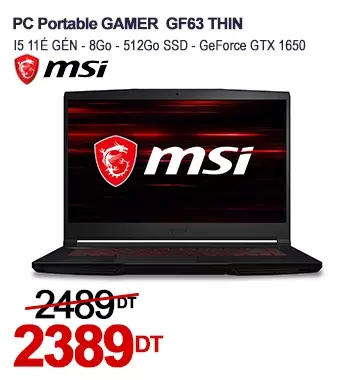 PC Portable GAMER GF63 THIN
I5 11É GÉN - 8Go - 512Go SSD - GeForce GTX 1650
msi
msi
2489DT
2389DT